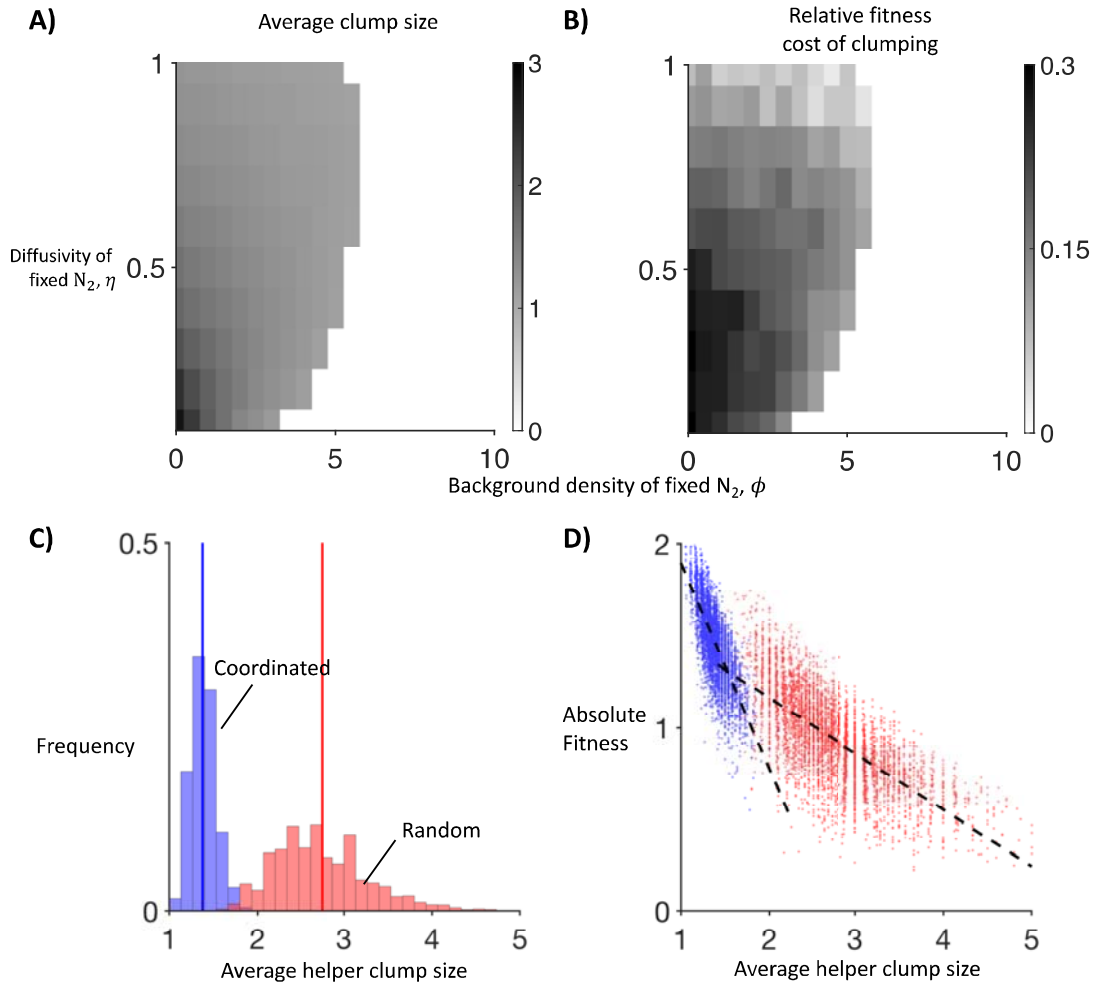 A)
Average clump size
1
0.5
Diffusivity of
fixed N₂, η
0
5
10
3
2
1
0
B)
Relative fitness
cost of clumping
1
0.5
0
5
10
0.3
0.15
0
Background density of fixed N₂, ϕ
C)
0.5
Coordinated
Frequency
Random
0
1
2
3
4
5
Average helper clump size
D)
2
Absolute
Fitness
1
0
1
2
3
4
5
Average helper clump size